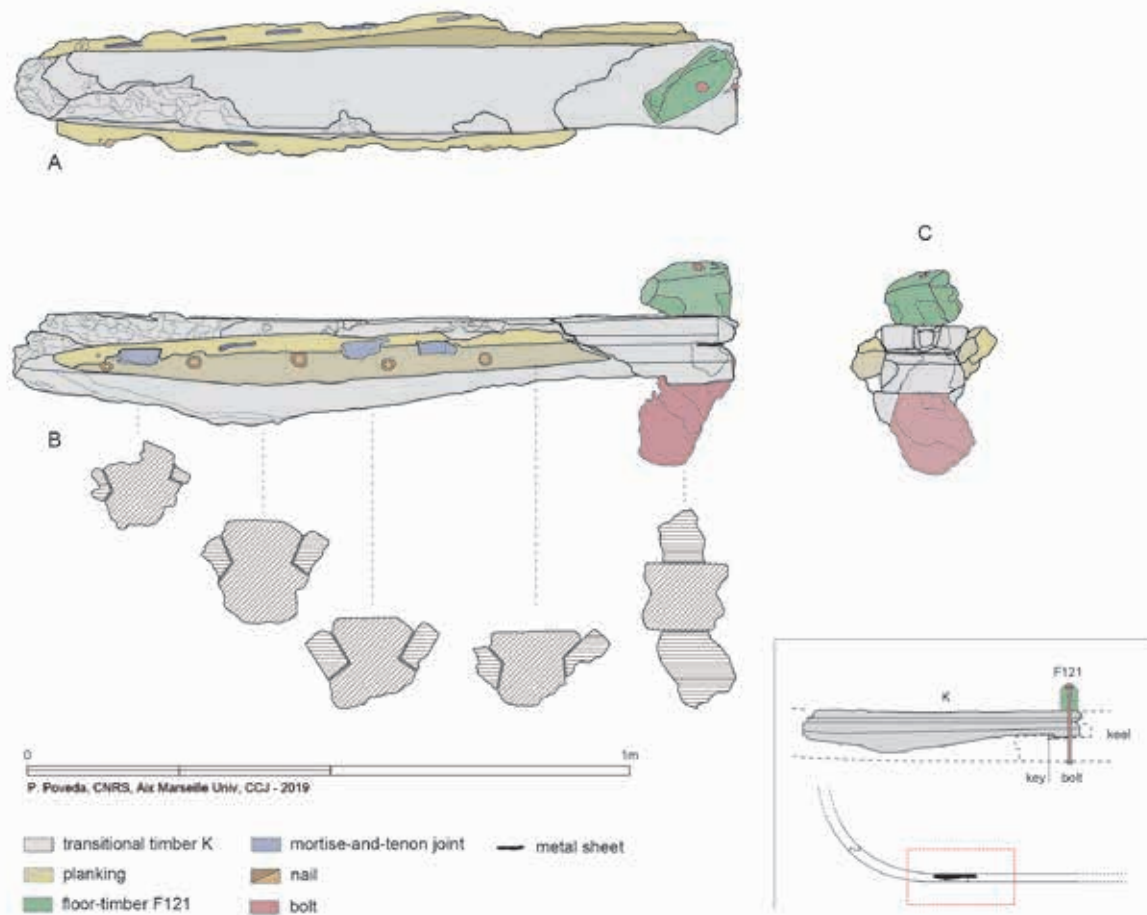 A
C
B
F121
K
keel
key
bolt
0
1m
P. Poveda, CNRS, Aix Marseille Univ, CCJ - 2019
transitional timber K
mortise-and-tenon joint
metal sheet
planking
nail
floor-timber F121
bolt